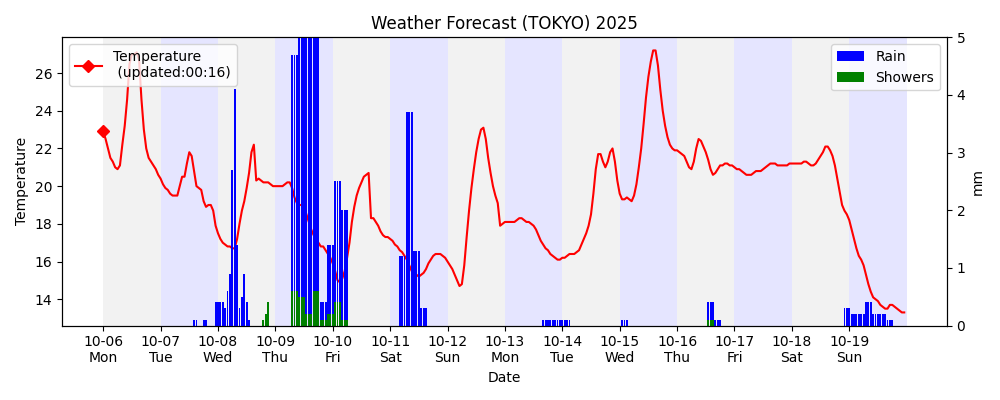 Weather Forecast (TOKYO) 2025
Temperature
(updated:00:16)
Rain
Showers
Temperature
26
24
22
20
18
16
14
5
4
3
2
1
0
mm
10-06 10-07 10-08 10-09 10-10 10-11 10-12 10-13 10-14 10-15 10-16 10-17 10-18 10-19
Mon Tue Wed Thu Fri Sat Sun Mon Tue Wed Thu Fri Sat Sun
Date